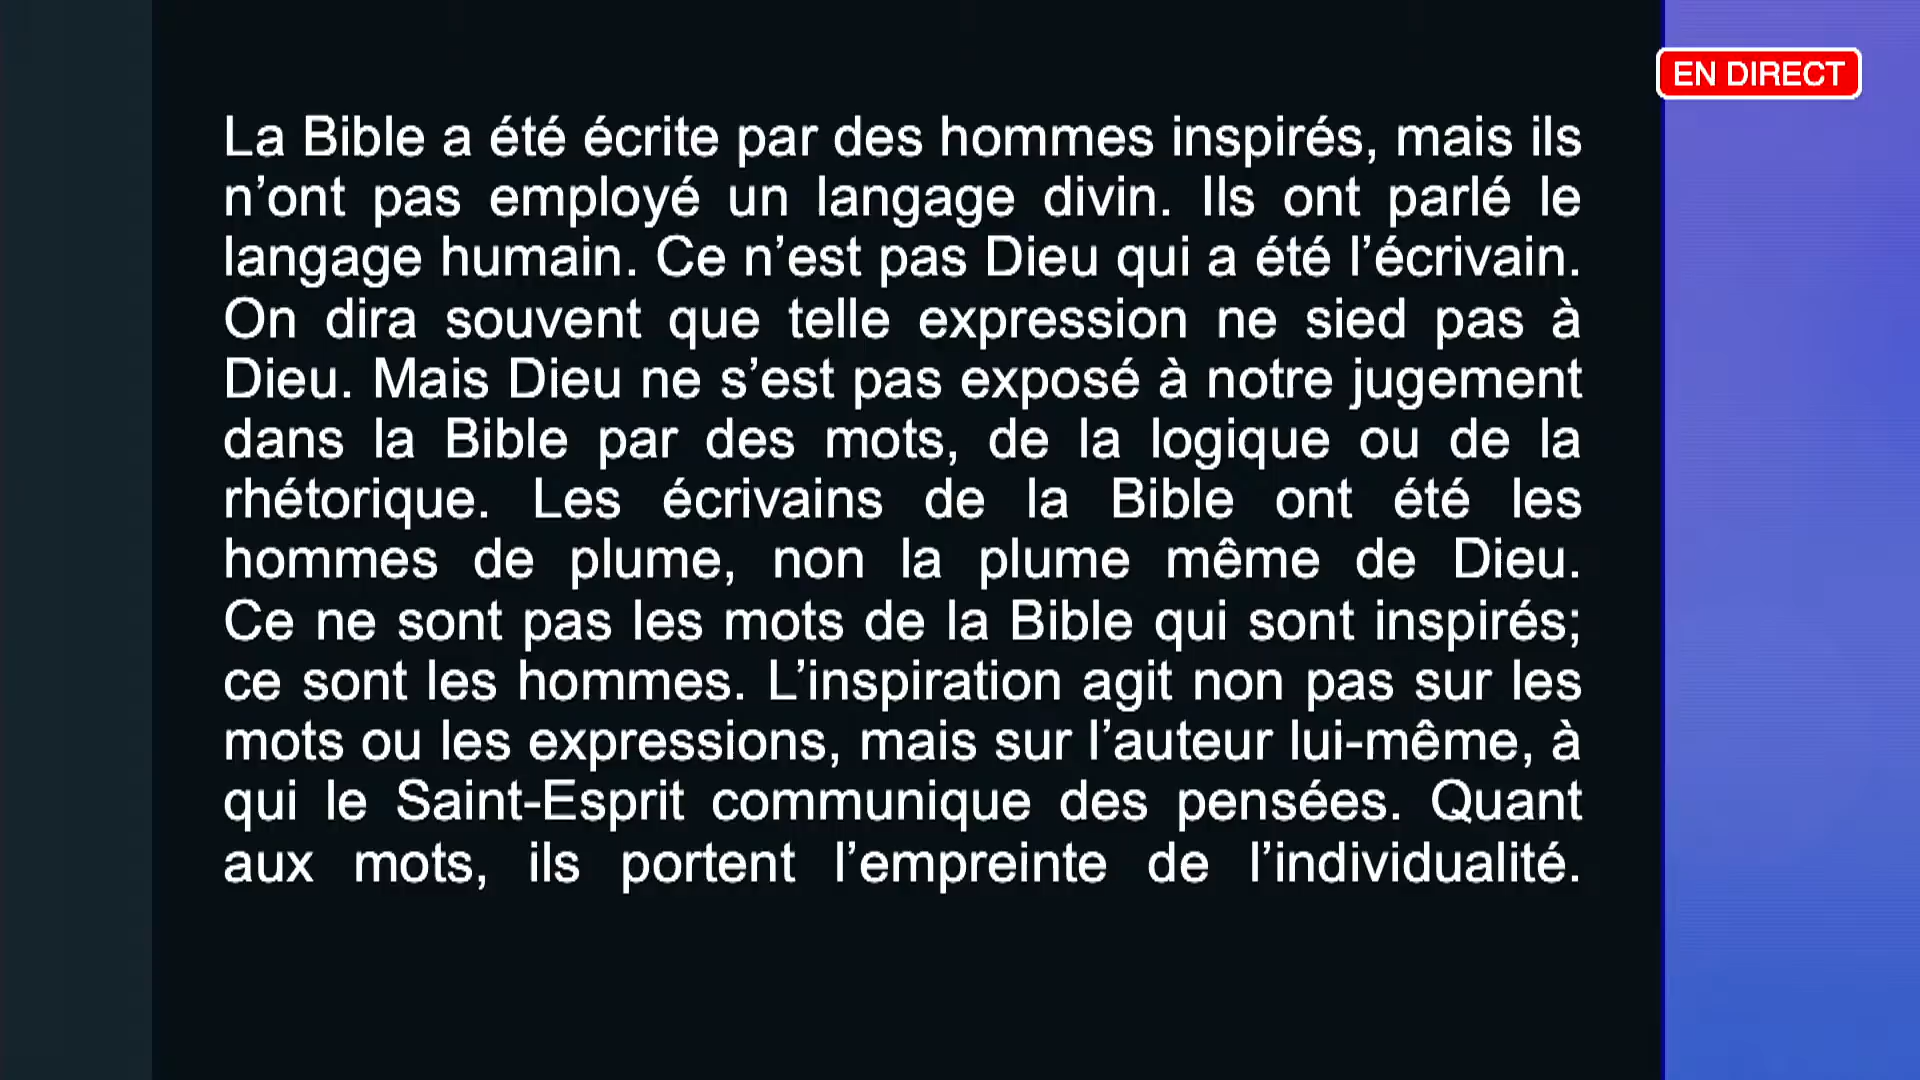 EN DIRECT
La Bible a été écrite par des hommes inspirés, mais ils
n’ont pas employé un langage divin. Ils ont parlé le
langage humain. Ce n’est pas Dieu qui a été l’écrivain.
On dira souvent que telle expression ne sied pas à
Dieu. Mais Dieu ne s’est pas exposé à notre jugement
dans la Bible par des mots, de la logique ou de la
rhétorique. Les écrivains de la Bible ont été les
hommes de plume, non la plume même de Dieu.
Ce ne sont pas les mots de la Bible qui sont inspirés;
ce sont les hommes. L’inspiration agit non pas sur les
mots ou les expressions, mais sur l’auteur lui-même, à
qui le Saint-Esprit communique des pensées. Quant
aux mots, ils portent l’empreinte de l’individualité.